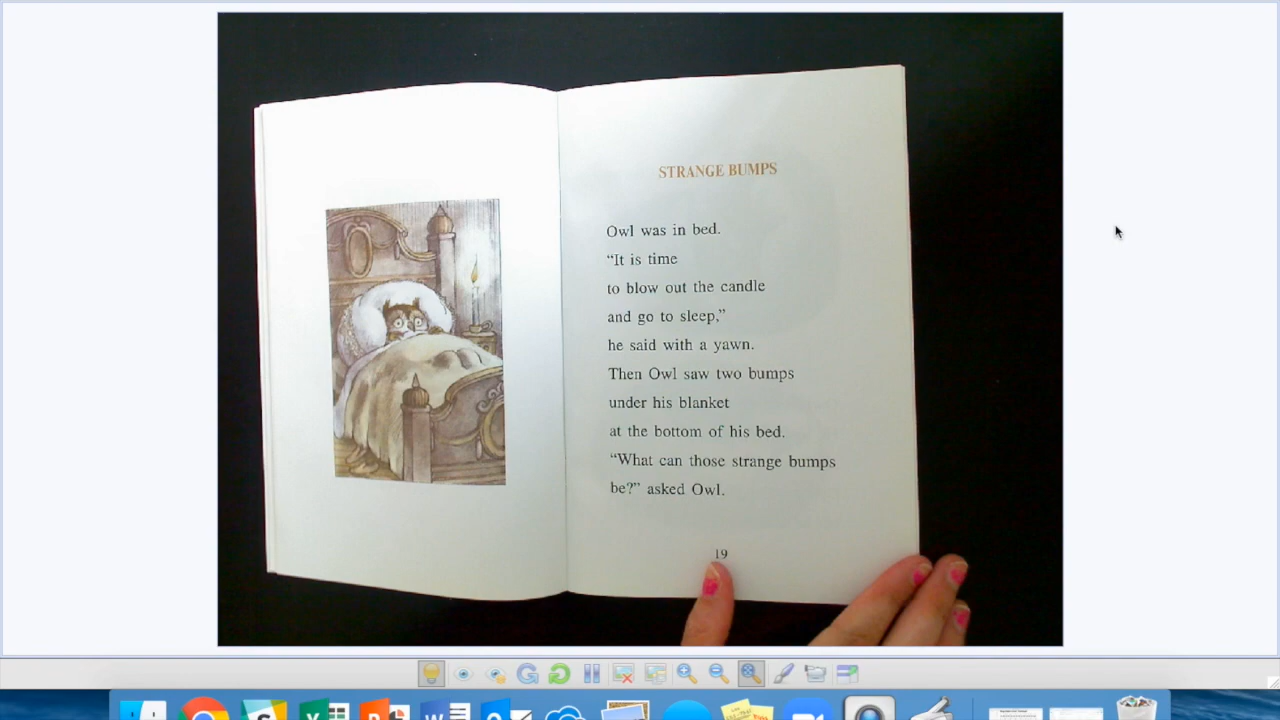 STRANGE BUMPS
Owl was in bed.
“It is time
to blow out the candle
and go to sleep,”
he said with a yawn.
Then Owl saw two bumps
under his blanket
at the bottom of his bed.
“What can those strange bumps
be?” asked Owl.
19